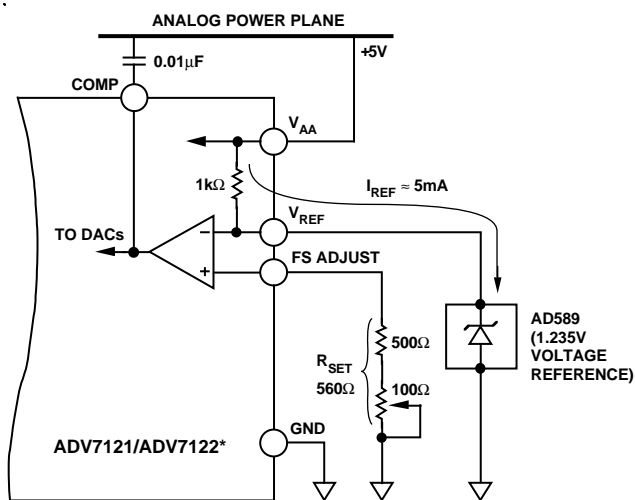 ANALOG POWER PLANE
+5V
0.01μF
COMP
V_AA
1kΩ
I_REF ≈ 5mA
V_REF
TO DACs
FS ADJUST
–
+
R_SET
560Ω
500Ω
100Ω
AD589
(1.235V
VOLTAGE
REFERENCE)
GND
ADV7121/ADV7122*